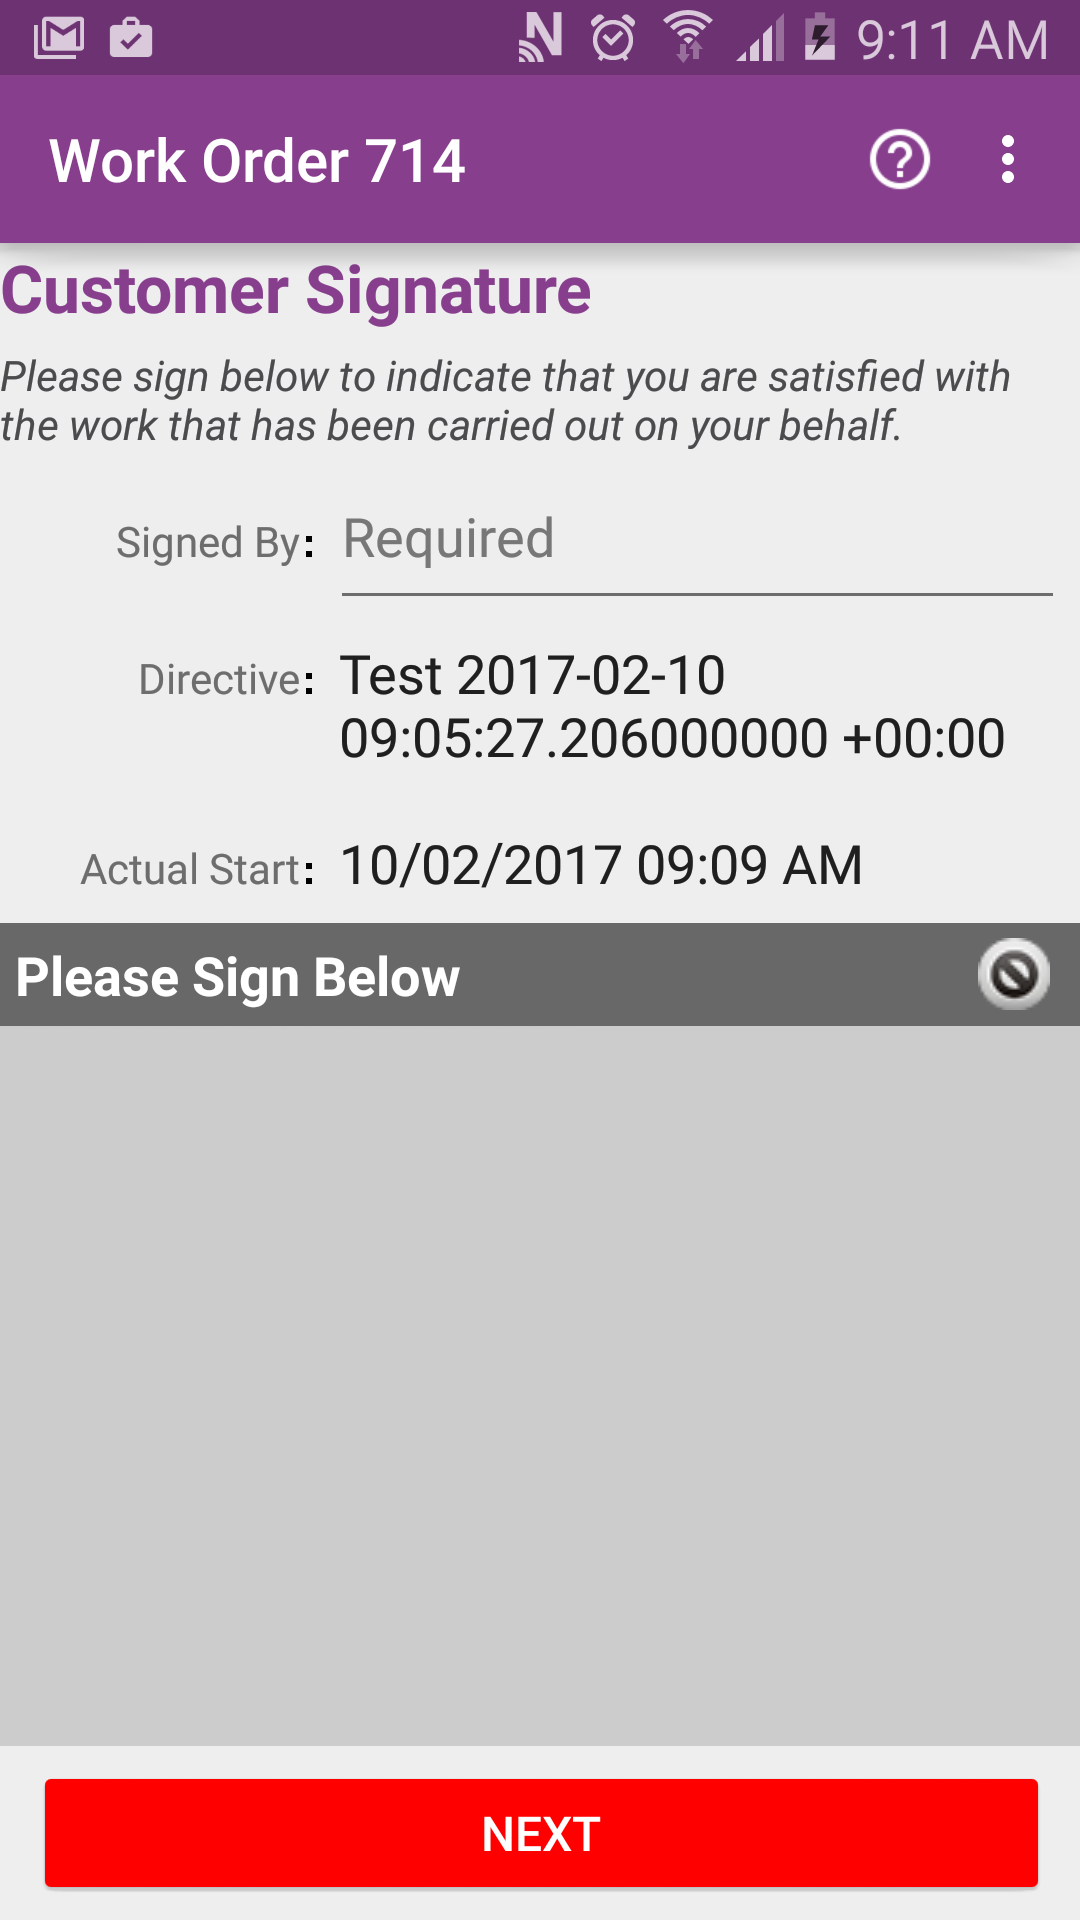 9:11 AM
Work Order 714
Customer Signature
Please sign below to indicate that you are satisfied with
the work that has been carried out on your behalf.
Signed By: Required
Directive: Test 2017-02-10
09:05:27.206000000 +00:00
Actual Start: 10/02/2017 09:09 AM
Please Sign Below
NEXT